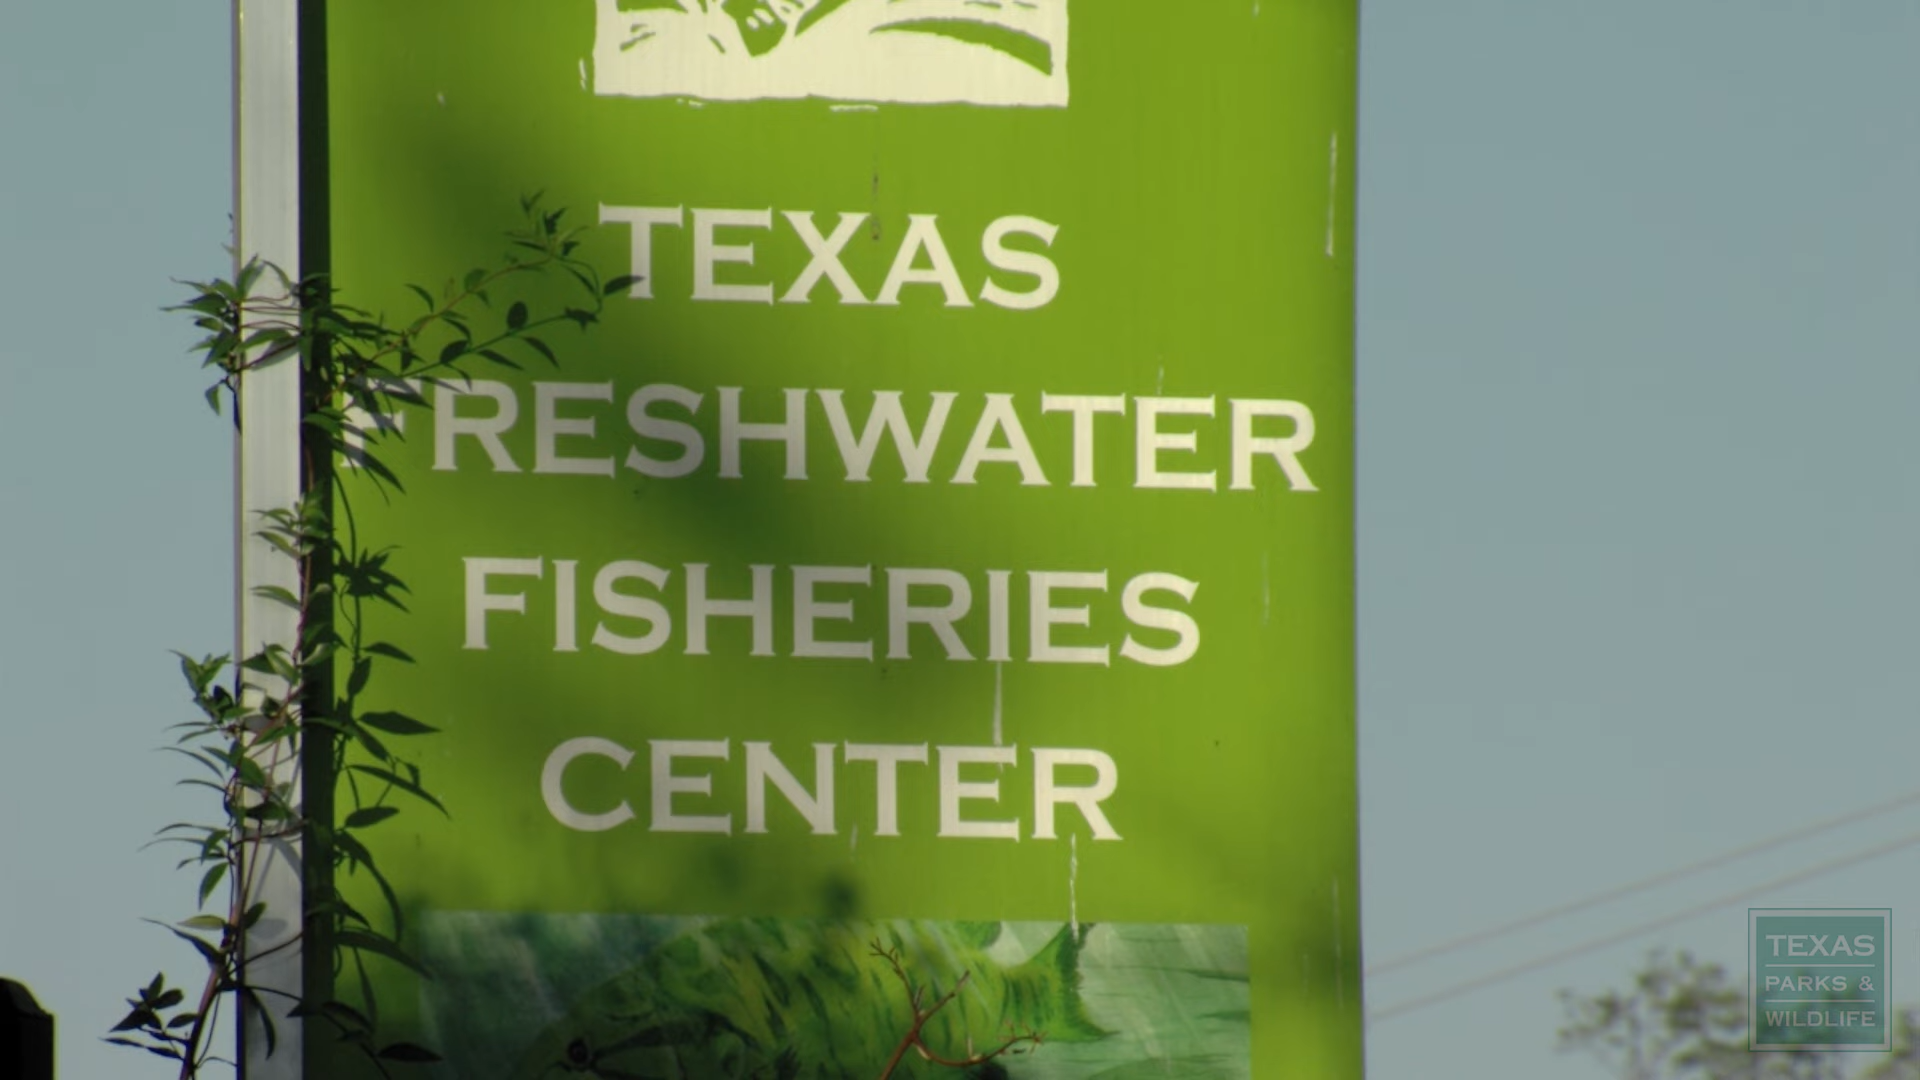 TEXAS
FRESHWATER
FISHERIES
CENTER
TEXAS
PARKS &
WILDLIFE